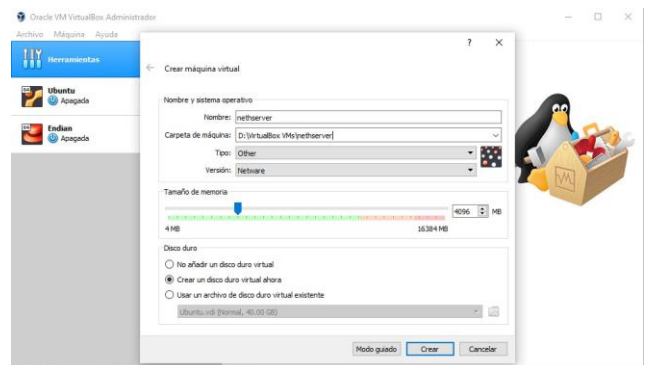 Oracle VM VirtualBox Administrador
Archivo Máquina Ayuda
Herramientas
Ubuntu
Apagada
Endian
Apagada
? ×
Crear máquina virtual
Nombre y sistema operativo
Nombre: nethserver
Carpeta de máquina: D:\VirtualBox VMs\nethserver
Tipo: Other
Versión: Netware
Tamaño de memoria
4096 MB
4 MB 16384 MB
Disco duro
No añadir un disco duro virtual
Crear un disco duro virtual ahora
Usar un archivo de disco duro virtual existente
Ubuntu.vdi (Normal, 40.00 GB)
Modo guiado Crear Cancelar